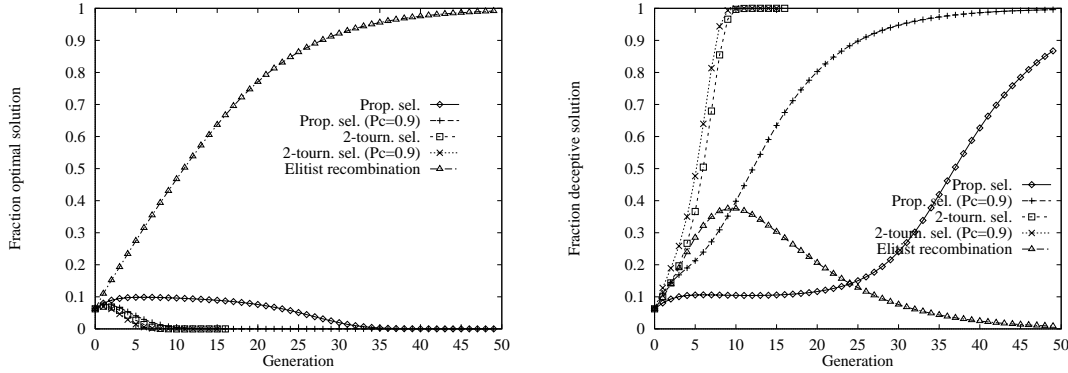 Fraction optimal solution
1
0.9
0.8
0.7
0.6
0.5
0.4
0.3
0.2
0.1
0
Prop. sel.
Prop. sel. (Pc=0.9)
2-tourn. sel.
2-tourn. sel. (Pc=0.9)
Elitist recombination
0 5 10 15 20 25 30 35 40 45 50
Generation
Fraction deceptive solution
1
0.9
0.8
0.7
0.6
0.5
0.4
0.3
0.2
0.1
0
Prop. sel.
Prop. sel. (Pc=0.9)
2-tourn. sel.
2-tourn. sel. (Pc=0.9)
Elitist recombination
0 5 10 15 20 25 30 35 40 45 50
Generation